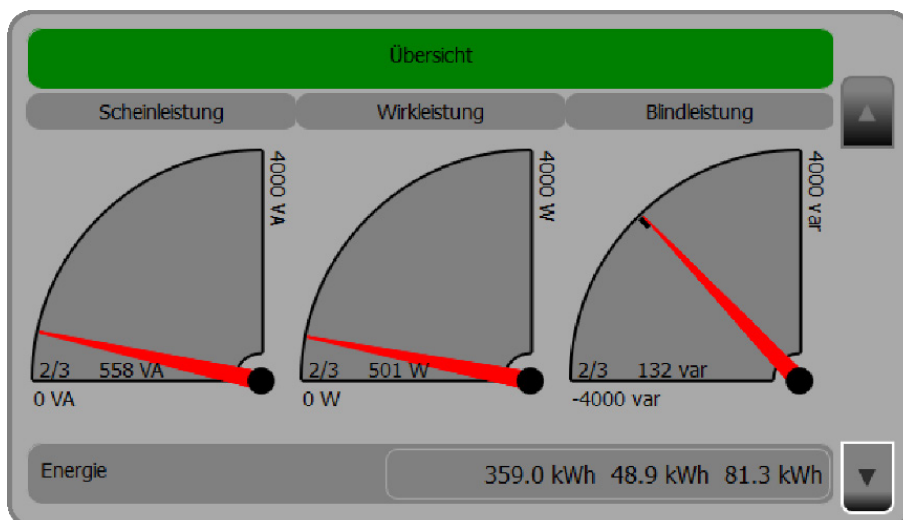 Übersicht
Scheinleistung Wirkleistung Blindleistung
4000 VA 4000 W 4000 var
2/3 558 VA 2/3 501 W 2/3 132 var
0 VA 0 W -4000 var
Energie 359.0 kWh 48.9 kWh 81.3 kWh